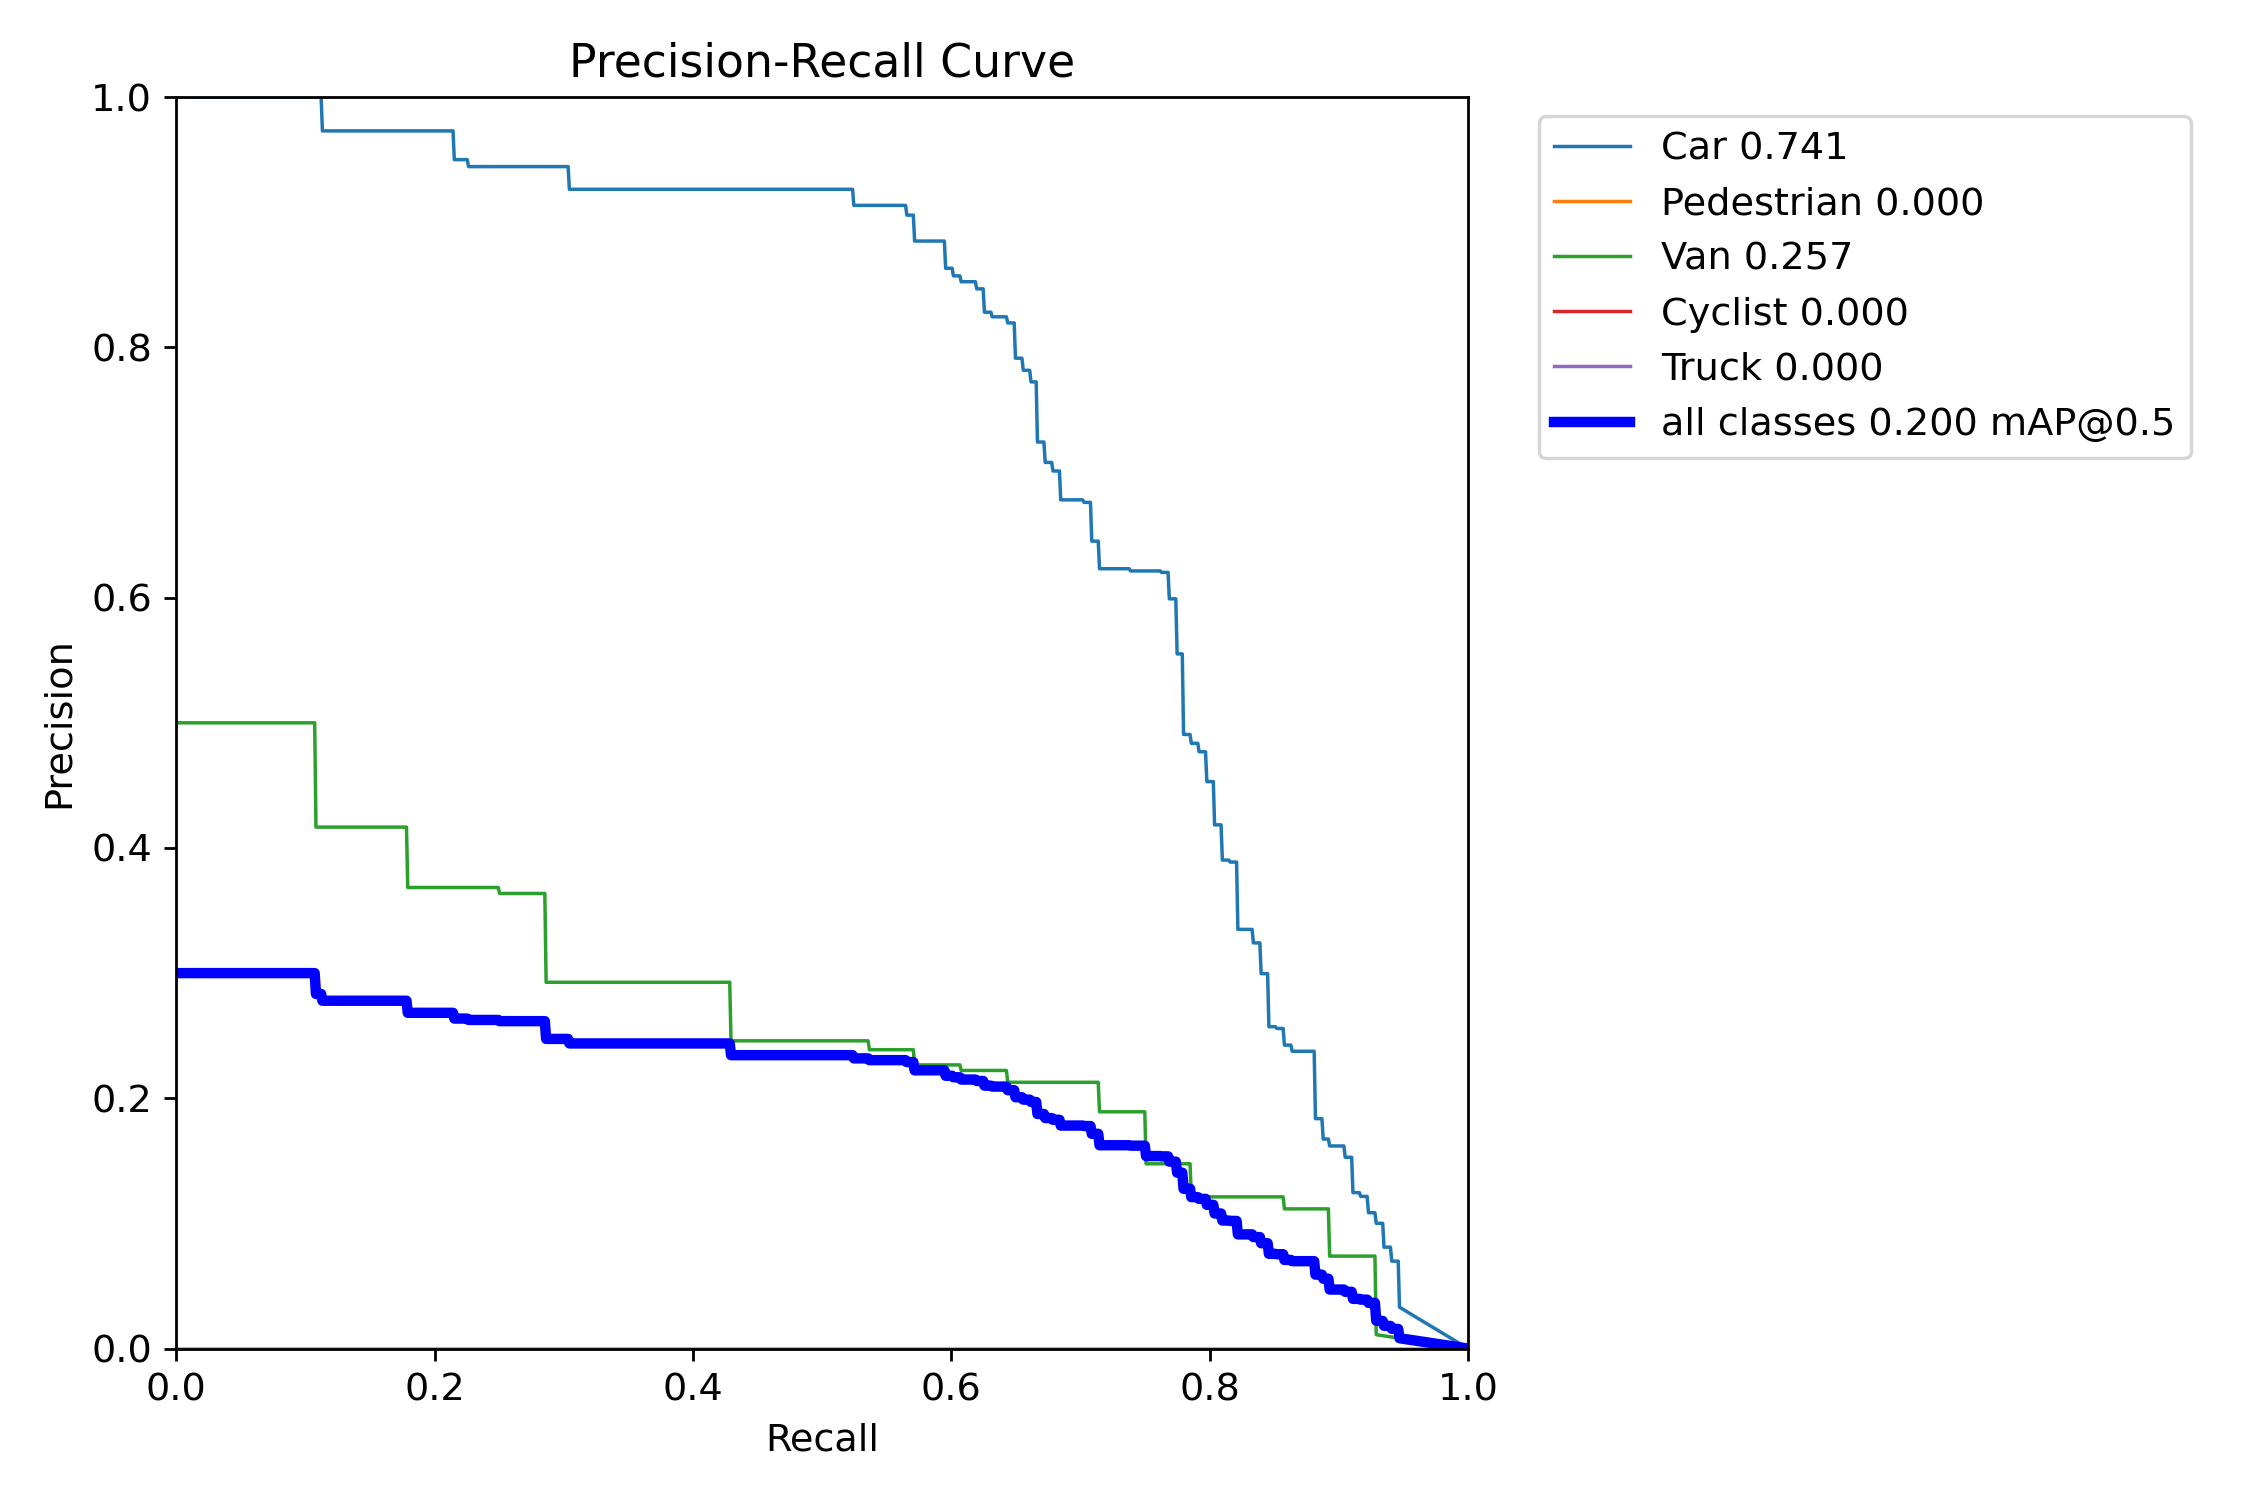 Precision-Recall Curve
1.0
0.8
0.6
0.4
0.2
0.0
Precision
0.0 0.2 0.4 0.6 0.8 1.0
Recall
Car 0.741
Pedestrian 0.000
Van 0.257
Cyclist 0.000
Truck 0.000
all classes 0.200 mAP@0.5